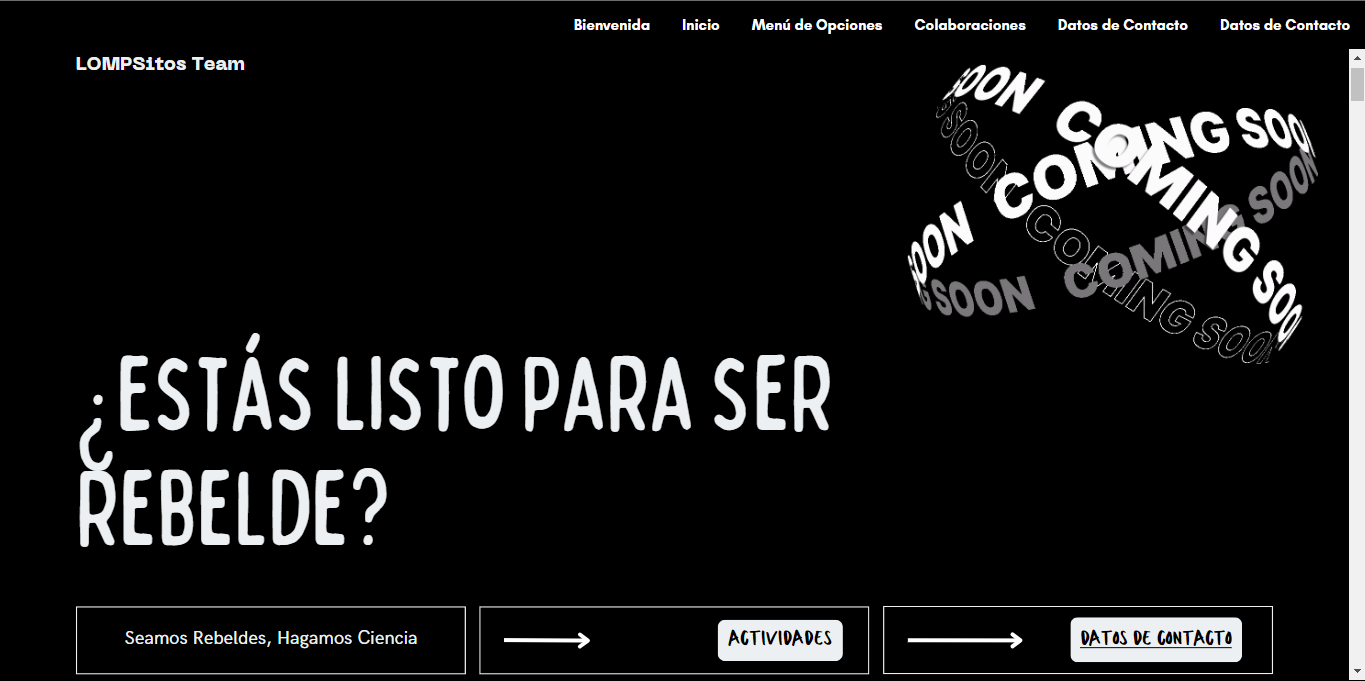 Bienvenida Inicio Menú de Opciones Colaboraciones Datos de Contacto Datos de Contacto
LOMPSitos Team
SOON COMING SOON
SOON COMING SOON
SOON COMING SOON
G SOON COMING SOON
¿ESTÁS LISTO PARA SER
REBELDE?
Seamos Rebeldes, Hagamos Ciencia
ACTIVIDADES
DATOS DE CONTACTO